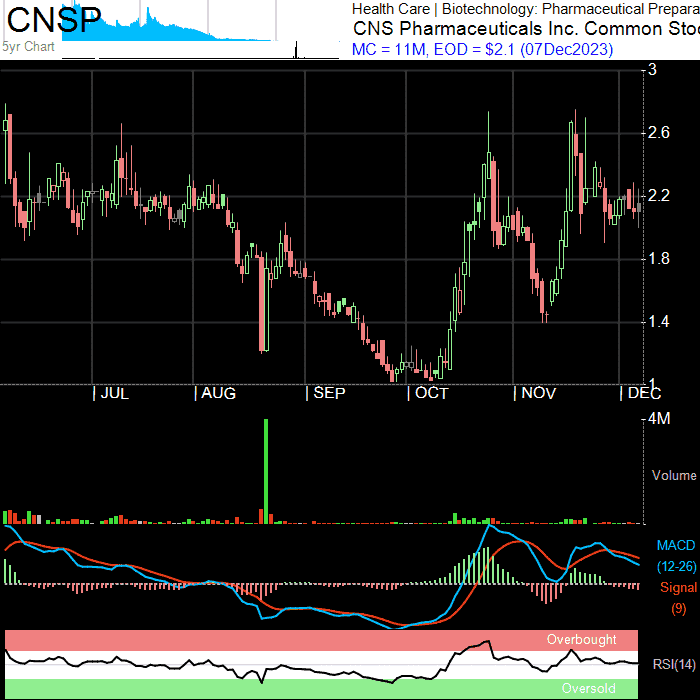 CNSP
5yr Chart
Health Care | Biotechnology: Pharmaceutical Prepara
CNS Pharmaceuticals Inc. Common Stoc
MC = 11M, EOD = $2.1 (07Dec2023)
3
2.6
2.2
1.8
1.4
1
JUL AUG SEP OCT NOV DEC
4M
Volume
MACD
(12-26)
Signal
(9)
Overbought
RSI(14)
Oversold